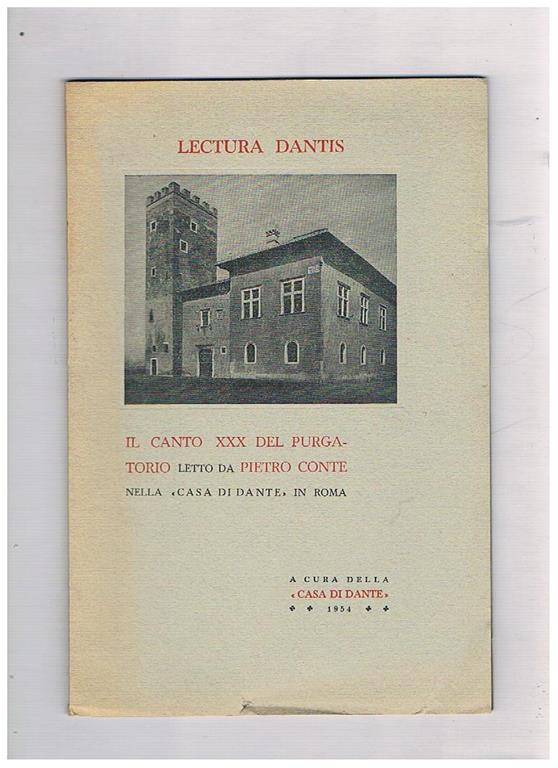 LECTURA DANTIS
IL CANTO XXX DEL PURGA-
TORIO LETTO DA PIETRO CONTE
NELLA «CASA DI DANTE» IN ROMA
A CURA DELLA
«CASA DI DANTE»
1954